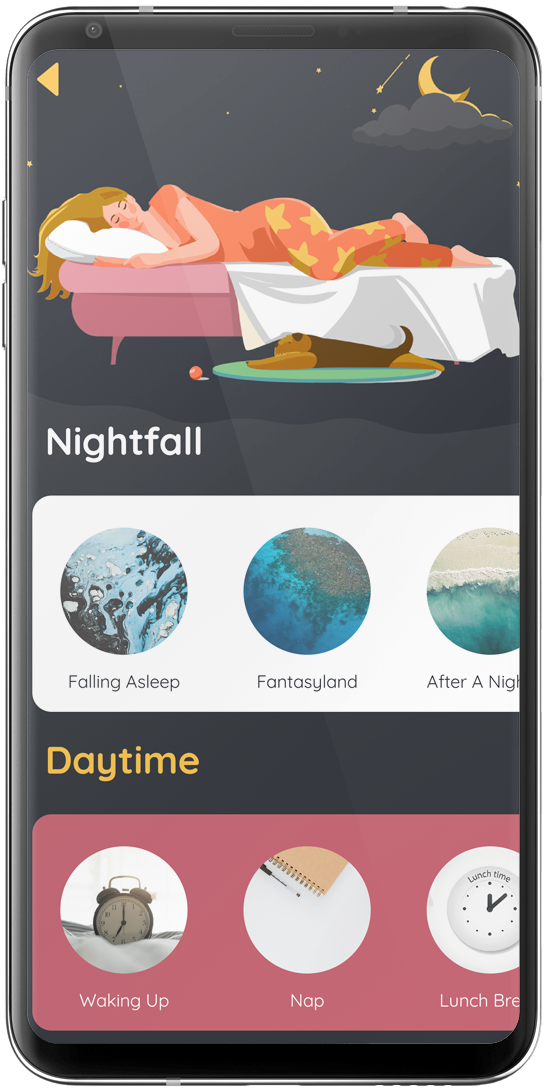 Nightfall
Falling Asleep
Fantasyland
After A Nigh
Daytime
Lunch time
Waking Up
Nap
Lunch Bre